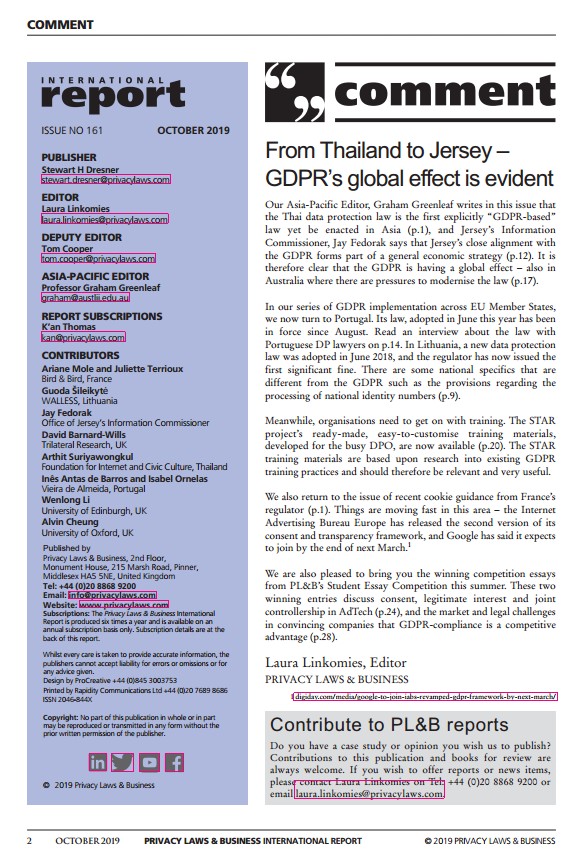 COMMENT
INTERNATIONAL
report
ISSUE NO 161 OCTOBER 2019
PUBLISHER
Stewart H Dresner
stewart.dresner@privacylaws.com
EDITOR
Laura Linkomies
laura.linkomies@privacylaws.com
DEPUTY EDITOR
Tom Cooper
tom.cooper@privacylaws.com
ASIA-PACIFIC EDITOR
Professor Graham Greenleaf
graham@austlii.edu.au
REPORT SUBSCRIPTIONS
K'an Thomas
kan@privacylaws.com
CONTRIBUTORS
Ariane Mole and Juliette Terrioux
Bird & Bird, France
Guoda Šileikytė
WALLESS, Lithuania
Jay Fedorak
Office of Jersey's Information Commissioner
David Barnard-Wills
Trilateral Research, UK
Arthit Suriyawongkul
Foundation for Internet and Civic Culture, Thailand
Inês Antas de Barros and Isabel Ornelas
Vieira de Almeida, Portugal
Wenlong Li
University of Edinburgh, UK
Alvin Cheung
University of Oxford, UK
Published by
Privacy Laws & Business, 2nd Floor,
Monument House, 215 Marsh Road, Pinner,
Middlesex HA5 5NE, United Kingdom
Tel: +44 (0)20 8868 9200
Email: info@privacylaws.com
Website: www.privacylaws.com
Subscriptions: The Privacy Laws & Business International
Report is produced six times a year and is available on an
annual subscription basis only. Subscription details are at the
back of this report.
Whilst every care is taken to provide accurate information, the
publishers cannot accept liability for errors or omissions or for
any advice given.
Design by ProCreative +44 (0)845 3003753
Printed by Rapidity Communications Ltd +44 (0)20 7689 8686
ISSN 2046-844X
Copyright: No part of this publication in whole or in part
may be reproduced or transmitted in any form without the
prior written permission of the publisher.
in f
© 2019 Privacy Laws & Business
comment
From Thailand to Jersey –
GDPR's global effect is evident
Our Asia-Pacific Editor, Graham Greenleaf writes in this issue that
the Thai data protection law is the first explicitly "GDPR-based"
law yet be enacted in Asia (p.1), and Jersey's Information
Commissioner, Jay Fedorak says that Jersey's close alignment with
the GDPR forms part of a general economic strategy (p.12). It is
therefore clear that the GDPR is having a global effect – also in
Australia where there are pressures to modernise the law (p.17).
In our series of GDPR implementation across EU Member States,
we now turn to Portugal. Its law, adopted in June this year has been
in force since August. Read an interview about the law with
Portuguese DP lawyers on p.14. In Lithuania, a new data protection
law was adopted in June 2018, and the regulator has now issued the
first significant fine. There are some national specifics that are
different from the GDPR such as the provisions regarding the
processing of national identity numbers (p.9).
Meanwhile, organisations need to get on with training. The STAR
project's ready-made, easy-to-customise training materials,
developed for the busy DPO, are now available (p.20). The STAR
training materials are based upon research into existing GDPR
training practices and should therefore be relevant and very useful.
We also return to the issue of recent cookie guidance from France's
regulator (p.1). Things are moving fast in this area – the Internet
Advertising Bureau Europe has released the second version of its
consent and transparency framework, and Google has said it expects
to join by the end of next March.1
We are also pleased to bring you the winning competition essays
from PL&B's Student Essay Competition this summer. These two
winning entries discuss consent, legitimate interest and joint
controllership in AdTech (p.24), and the market and legal challenges
in convincing companies that GDPR-compliance is a competitive
advantage (p.28).
Laura Linkomies, Editor
PRIVACY LAWS & BUSINESS
1 digiday.com/media/google-to-join-iabs-revamped-gdpr-framework-by-next-march/
Contribute to PL&B reports
Do you have a case study or opinion you wish us to publish?
Contributions to this publication and books for review are
always welcome. If you wish to offer reports or news items,
please contact Laura Linkomies on Tel: +44 (0)20 8868 9200 or
email laura.linkomies@privacylaws.com.
2 OCTOBER 2019 PRIVACY LAWS & BUSINESS INTERNATIONAL REPORT © 2019 PRIVACY LAWS & BUSINESS